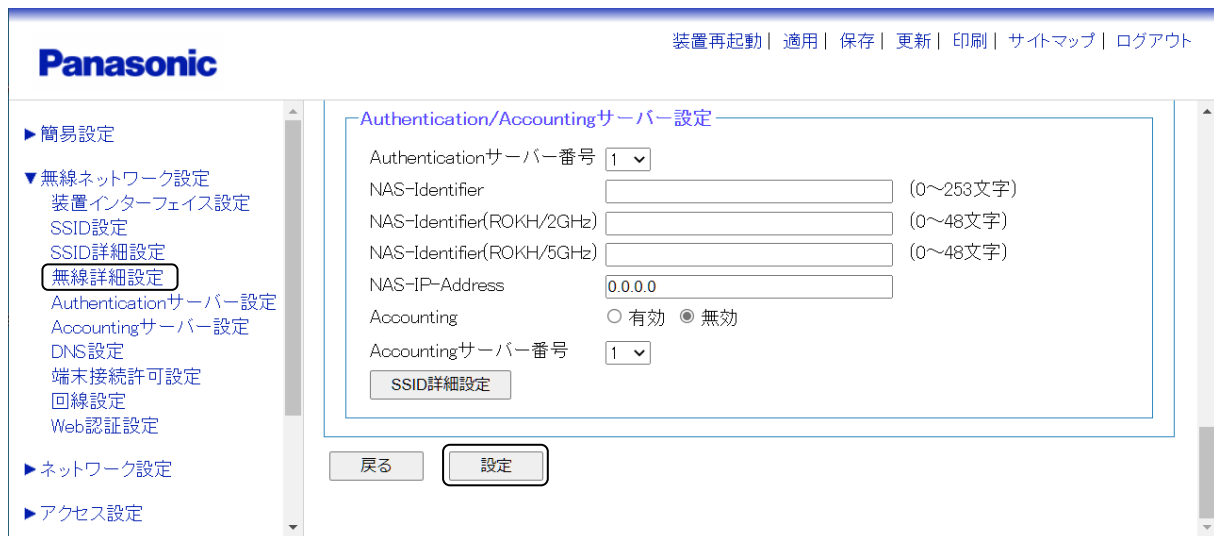 Panasonic
装置再起動| 適用| 保存| 更新| 印刷| サイトマップ| ログアウト
▶簡易設定
▼無線ネットワーク設定
装置インターフェイス設定
SSID設定
SSID詳細設定
無線詳細設定
Authenticationサーバー設定
Accountingサーバー設定
DNS設定
端末接続許可設定
回線設定
Web認証設定
▶ネットワーク設定
▶アクセス設定
Authentication/Accountingサーバー設定
Authenticationサーバー番号 1
NAS-Identifier (0～253文字)
NAS-Identifier(R0KH/2GHz) (0～48文字)
NAS-Identifier(R0KH/5GHz) (0～48文字)
NAS-IP-Address 0.0.0.0
Accounting 有効 無効
Accountingサーバー番号 1
SSID詳細設定
戻る 設定